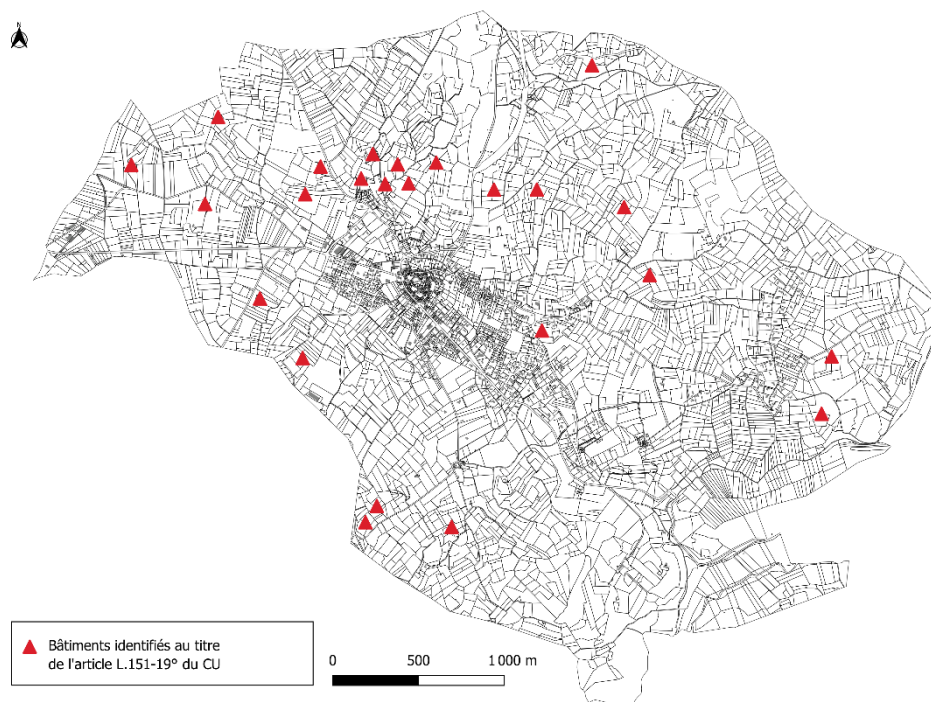 N
Bâtiments identifiés au titre
de l'article L.151-19° du CU
0 500 1 000 m